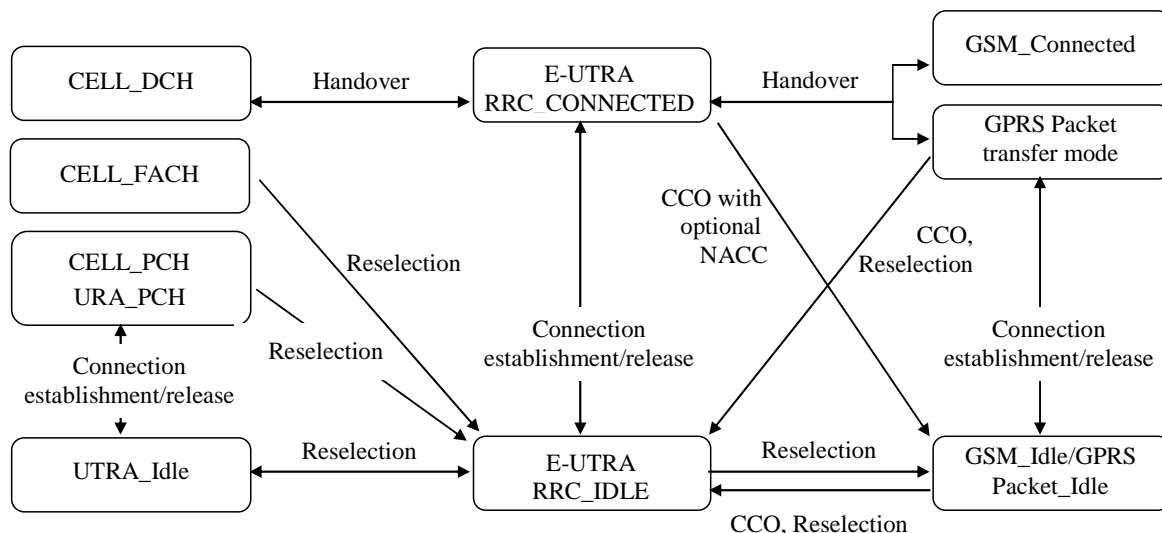 GSM_Connected
CELL_DCH
Handover
E-UTRA
RRC_CONNECTED
Handover
GPRS Packet
transfer mode
CELL_FACH
CCO with
optional
NACC
CCO,
Reselection
CELL_PCH
URA_PCH
Reselection
Reselection
Connection
establishment/release
Connection
establishment/release
Connection
establishment/release
UTRA_Idle
Reselection
E-UTRA
RRC_IDLE
Reselection
GSM_Idle/GPRS
Packet_Idle
CCO, Reselection